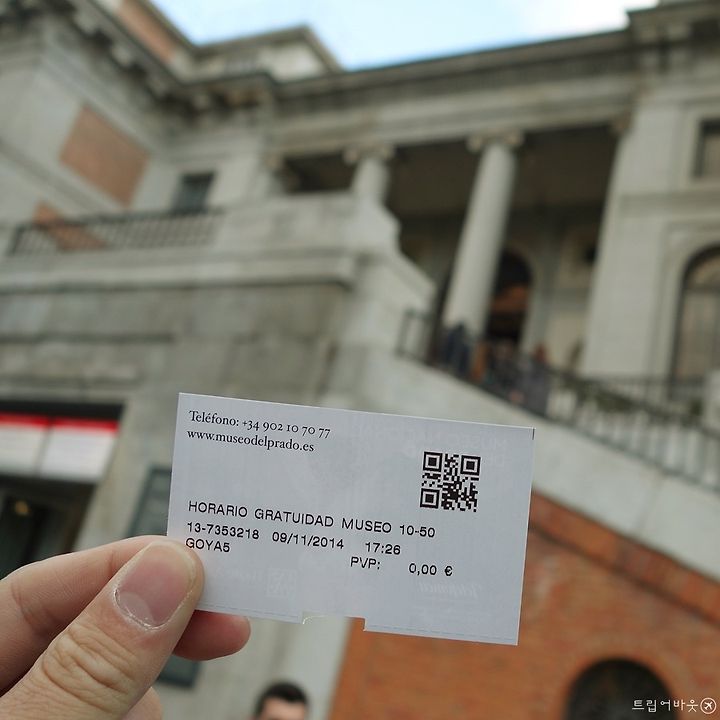 Teléfono: +34 902 10 70 77
www.museodelprado.es
HORARIO GRATUIDAD MUSEO 10-50
13-7353218 09/11/2014 17:26
GOYA5
PVP: 0,00 €
트립어바웃